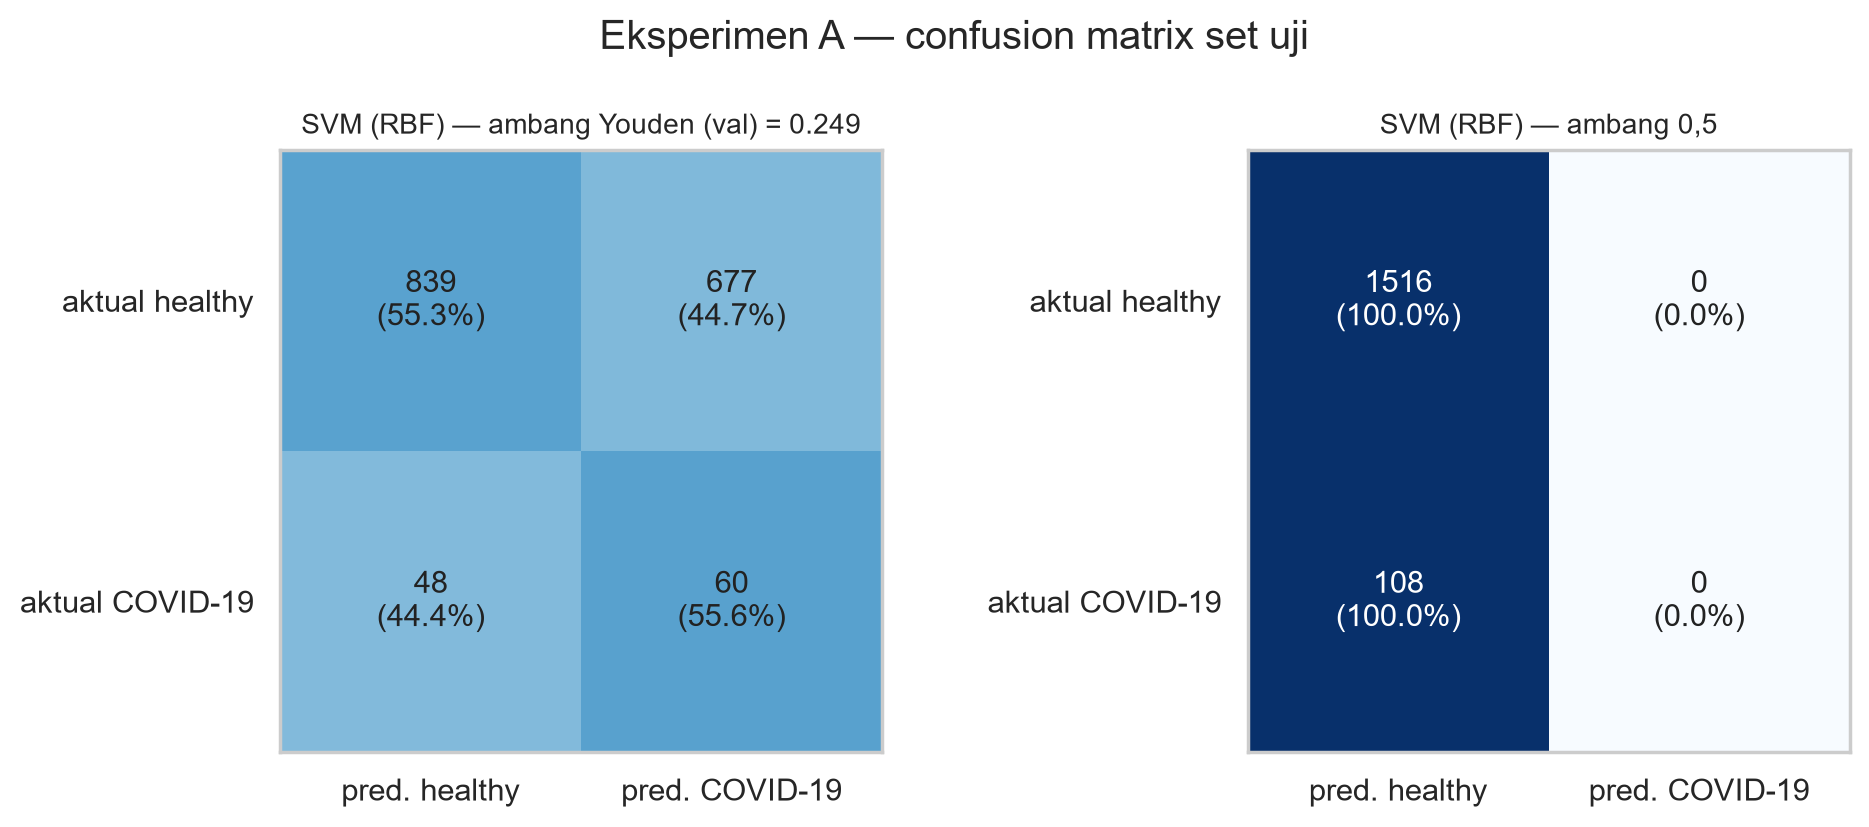 Eksperimen A — confusion matrix set uji
SVM (RBF) — ambang Youden (val) = 0.249
839
(55.3%)
677
(44.7%)
aktual healthy
48
(44.4%)
60
(55.6%)
aktual COVID-19
pred. healthy
pred. COVID-19
SVM (RBF) — ambang 0,5
1516
(100.0%)
0
(0.0%)
aktual healthy
108
(100.0%)
0
(0.0%)
aktual COVID-19
pred. healthy
pred. COVID-19